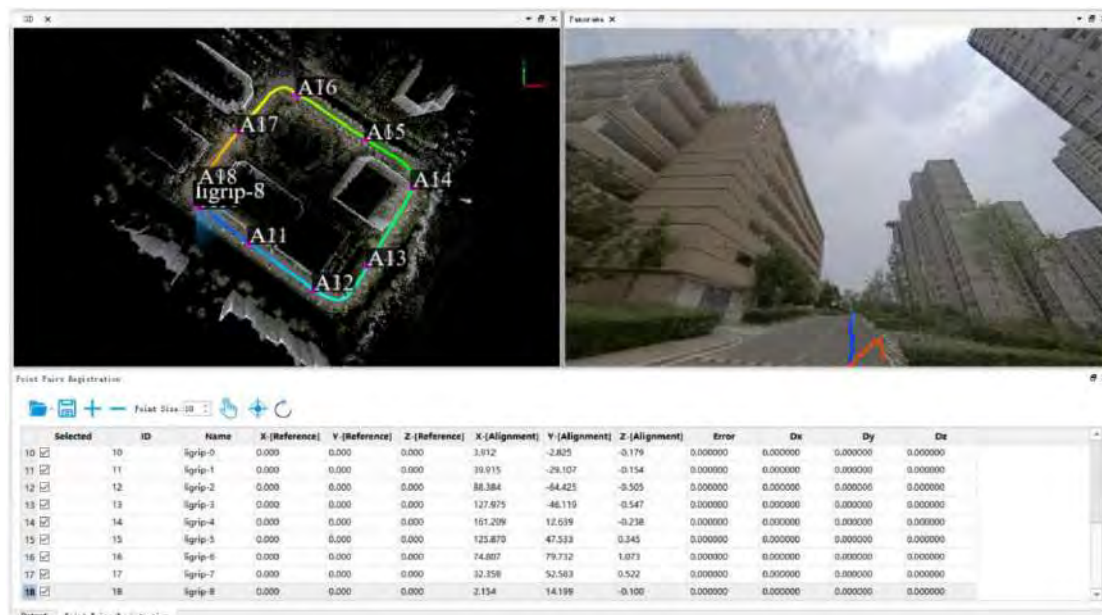 3D
Panorama
A16
A17
A15
A18
ligrip-8
A14
A11
A13
A12
Point Pairs Registration
Point Size: 10
Selected ID Name X-[Reference] Y-[Reference] Z-[Reference] X-[Alignment] Y-[Alignment] Z-[Alignment] Error Dx Dy Dz
10 10 ligrip-0 0.000 0.000 0.000 3.912 -2.825 -0.179 0.000000 0.000000 0.000000 0.000000
11 11 ligrip-1 0.000 0.000 0.000 39.915 -29.107 -0.154 0.000000 0.000000 0.000000 0.000000
12 12 ligrip-2 0.000 0.000 0.000 88.384 -64.425 -0.505 0.000000 0.000000 0.000000 0.000000
13 13 ligrip-3 0.000 0.000 0.000 127.975 -46.119 -0.547 0.000000 0.000000 0.000000 0.000000
14 14 ligrip-4 0.000 0.000 0.000 161.209 12.639 -0.238 0.000000 0.000000 0.000000 0.000000
15 15 ligrip-5 0.000 0.000 0.000 125.870 47.533 0.345 0.000000 0.000000 0.000000 0.000000
16 16 ligrip-6 0.000 0.000 0.000 74.807 79.732 1.073 0.000000 0.000000 0.000000 0.000000
17 17 ligrip-7 0.000 0.000 0.000 32.359 52.563 0.522 0.000000 0.000000 0.000000 0.000000
18 18 ligrip-8 0.000 0.000 0.000 2.154 14.199 -0.100 0.000000 0.000000 0.000000 0.000000